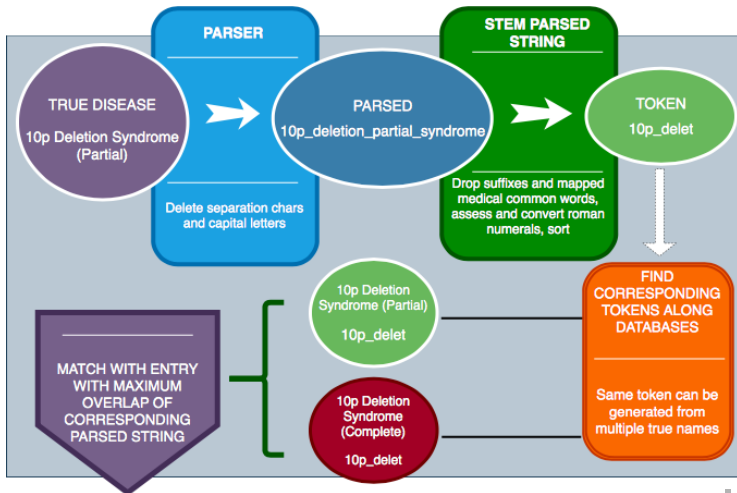 PARSER
Delete separation chars
and capital letters
STEM PARSED
STRING
Drop suffixes and mapped
medical common words,
assess and convert roman
numerals, sort
TRUE DISEASE
10p Deletion Syndrome
(Partial)
PARSED
10p_deletion_partial_syndrome
TOKEN
10p_delet
FIND
CORRESPONDING
TOKENS ALONG
DATABASES
Same token can be
generated from
multiple true names
10p Deletion
Syndrome (Partial)
10p_delet
10p Deletion
Syndrome
(Complete)
10p_delet
MATCH WITH ENTRY
WITH MAXIMUM
OVERLAP OF
CORRESPONDING
PARSED STRING